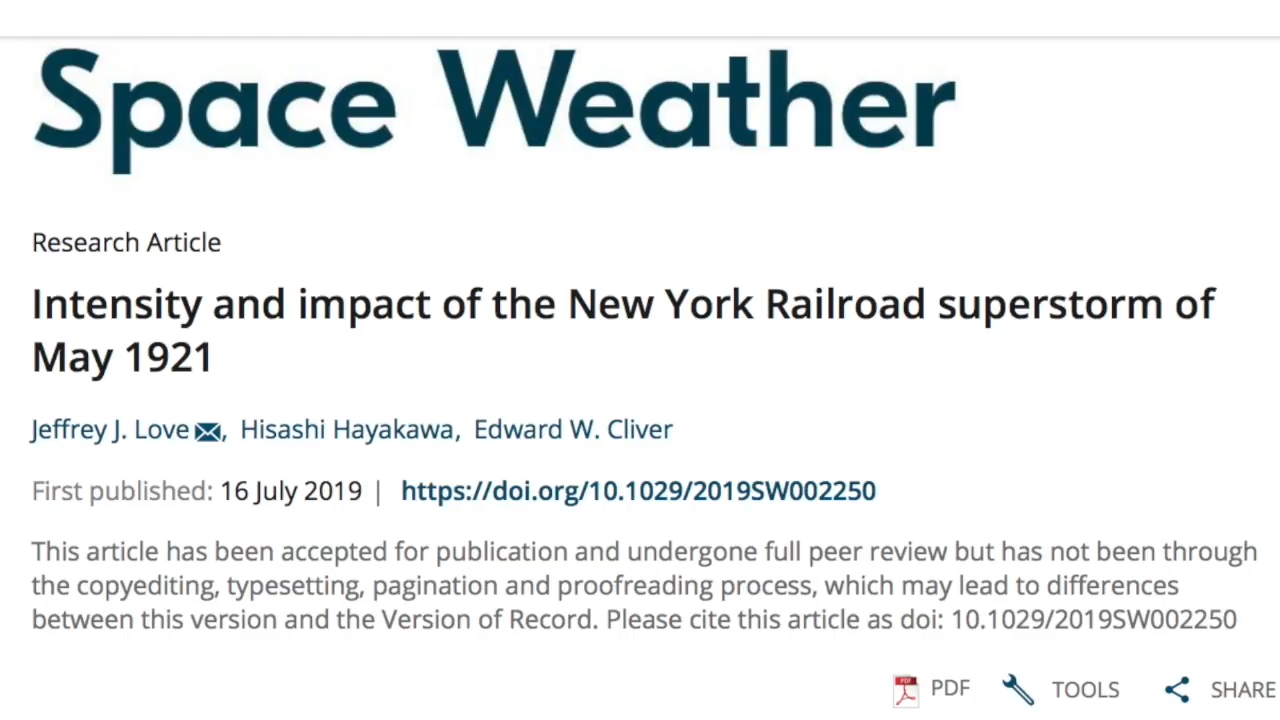 Space Weather
Research Article
Intensity and impact of the New York Railroad superstorm of
May 1921
Jeffrey J. Love, Hisashi Hayakawa, Edward W. Cliver
First published: 16 July 2019 | https://doi.org/10.1029/2019SW002250
This article has been accepted for publication and undergone full peer review but has not been through
the copyediting, typesetting, pagination and proofreading process, which may lead to differences
between this version and the Version of Record. Please cite this article as doi: 10.1029/2019SW002250
PDF PDF TOOLS SHARE